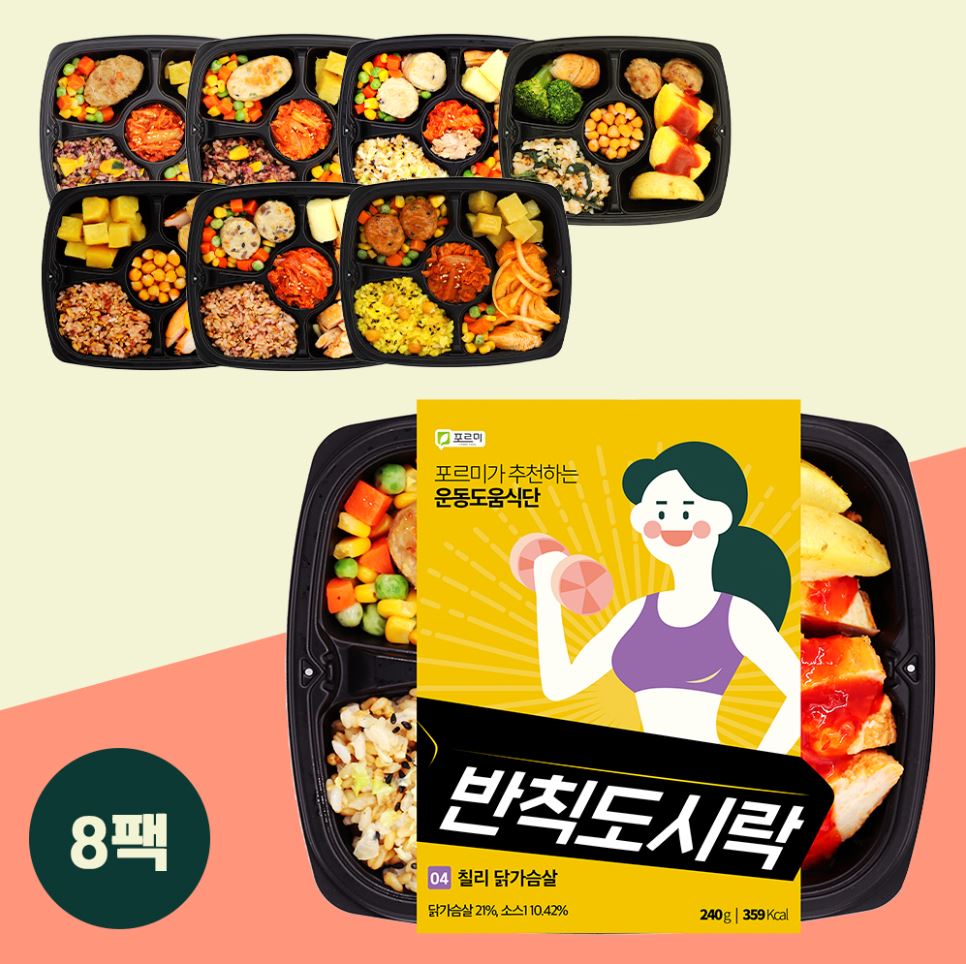 포르미
포르미가 추천하는
운동도움식단
반칙도시락
04 칠리 닭가슴살
닭가슴살 21%, 소스1 10.42%
240g | 359 Kcal
8팩